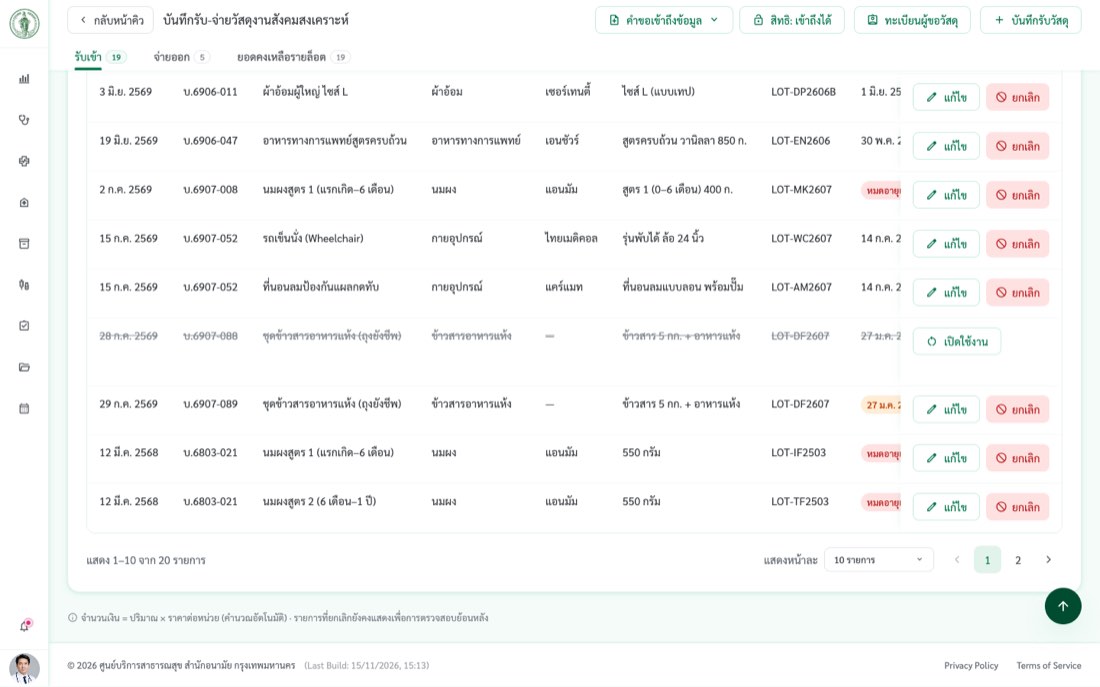 กลับหน้าคิว บันทึกรับ-จ่ายวัสดุงานสังคมสงเคราะห์ คำขอเข้าถึงข้อมูล สิทธิ: เข้าถึงได้ ทะเบียนผู้ขอวัสดุ + บันทึกรับวัสดุ
รับเข้า 19 จ่ายออก 5 ยอดคงเหลือรายล็อต 19
3 มิ.ย. 2569 บ.6906-011 ผ้าอ้อมผู้ใหญ่ ไซส์ L ผ้าอ้อม เซอร์เทนตี้ ไซส์ L (แบบเทป) LOT-DP2606B 1 มิ.ย. 25 แก้ไข ยกเลิก
19 มิ.ย. 2569 บ.6906-047 อาหารทางการแพทย์สูตรครบถ้วน อาหารทางการแพทย์ เอนชัวร์ สูตรครบถ้วน วานิลลา 850 ก. LOT-EN2606 30 พ.ค. 2 แก้ไข ยกเลิก
2 ก.ค. 2569 บ.6907-008 นมผงสูตร 1 (แรกเกิด–6 เดือน) นมผง แอนมัม สูตร 1 (0–6 เดือน) 400 ก. LOT-MK2607 หมดอายุ แก้ไข ยกเลิก
15 ก.ค. 2569 บ.6907-052 รถเข็นนั่ง (Wheelchair) กายอุปกรณ์ ไทยเมดิคอล รุ่นพับได้ ล้อ 24 นิ้ว LOT-WC2607 14 ก.ค. 2 แก้ไข ยกเลิก
15 ก.ค. 2569 บ.6907-052 ที่นอนลมป้องกันแผลกดทับ กายอุปกรณ์ แคร์แมท ที่นอนลมแบบลอน พร้อมปั๊ม LOT-AM2607 14 ก.ค. 2 แก้ไข ยกเลิก
28 ก.ค. 2569 บ.6907-088 ชุดข้าวสารอาหารแห้ง (ถุงยังชีพ) ข้าวสารอาหารแห้ง — ข้าวสาร 5 กก. + อาหารแห้ง LOT-DF2607 27 ม.ค. 2 เปิดใช้งาน
29 ก.ค. 2569 บ.6907-089 ชุดข้าวสารอาหารแห้ง (ถุงยังชีพ) ข้าวสารอาหารแห้ง — ข้าวสาร 5 กก. + อาหารแห้ง LOT-DF2607 27 ม.ค. 2 แก้ไข ยกเลิก
12 มี.ค. 2568 บ.6803-021 นมผงสูตร 1 (แรกเกิด–6 เดือน) นมผง แอนมัม 550 กรัม LOT-IF2503 หมดอายุ แก้ไข ยกเลิก
12 มี.ค. 2568 บ.6803-021 นมผงสูตร 2 (6 เดือน–1 ปี) นมผง แอนมัม 550 กรัม LOT-TF2503 หมดอายุ แก้ไข ยกเลิก
แสดง 1–10 จาก 20 รายการ แสดงหน้าละ 10 รายการ 1 2
จำนวนเงิน = ปริมาณ × ราคาต่อหน่วย (คำนวณอัตโนมัติ) · รายการที่ยกเลิกยังคงแสดงเพื่อการตรวจสอบย้อนหลัง
© 2026 ศูนย์บริการสาธารณสุข สำนักอนามัย กรุงเทพมหานคร (Last Build: 15/11/2026, 15:13) Privacy Policy Terms of Service